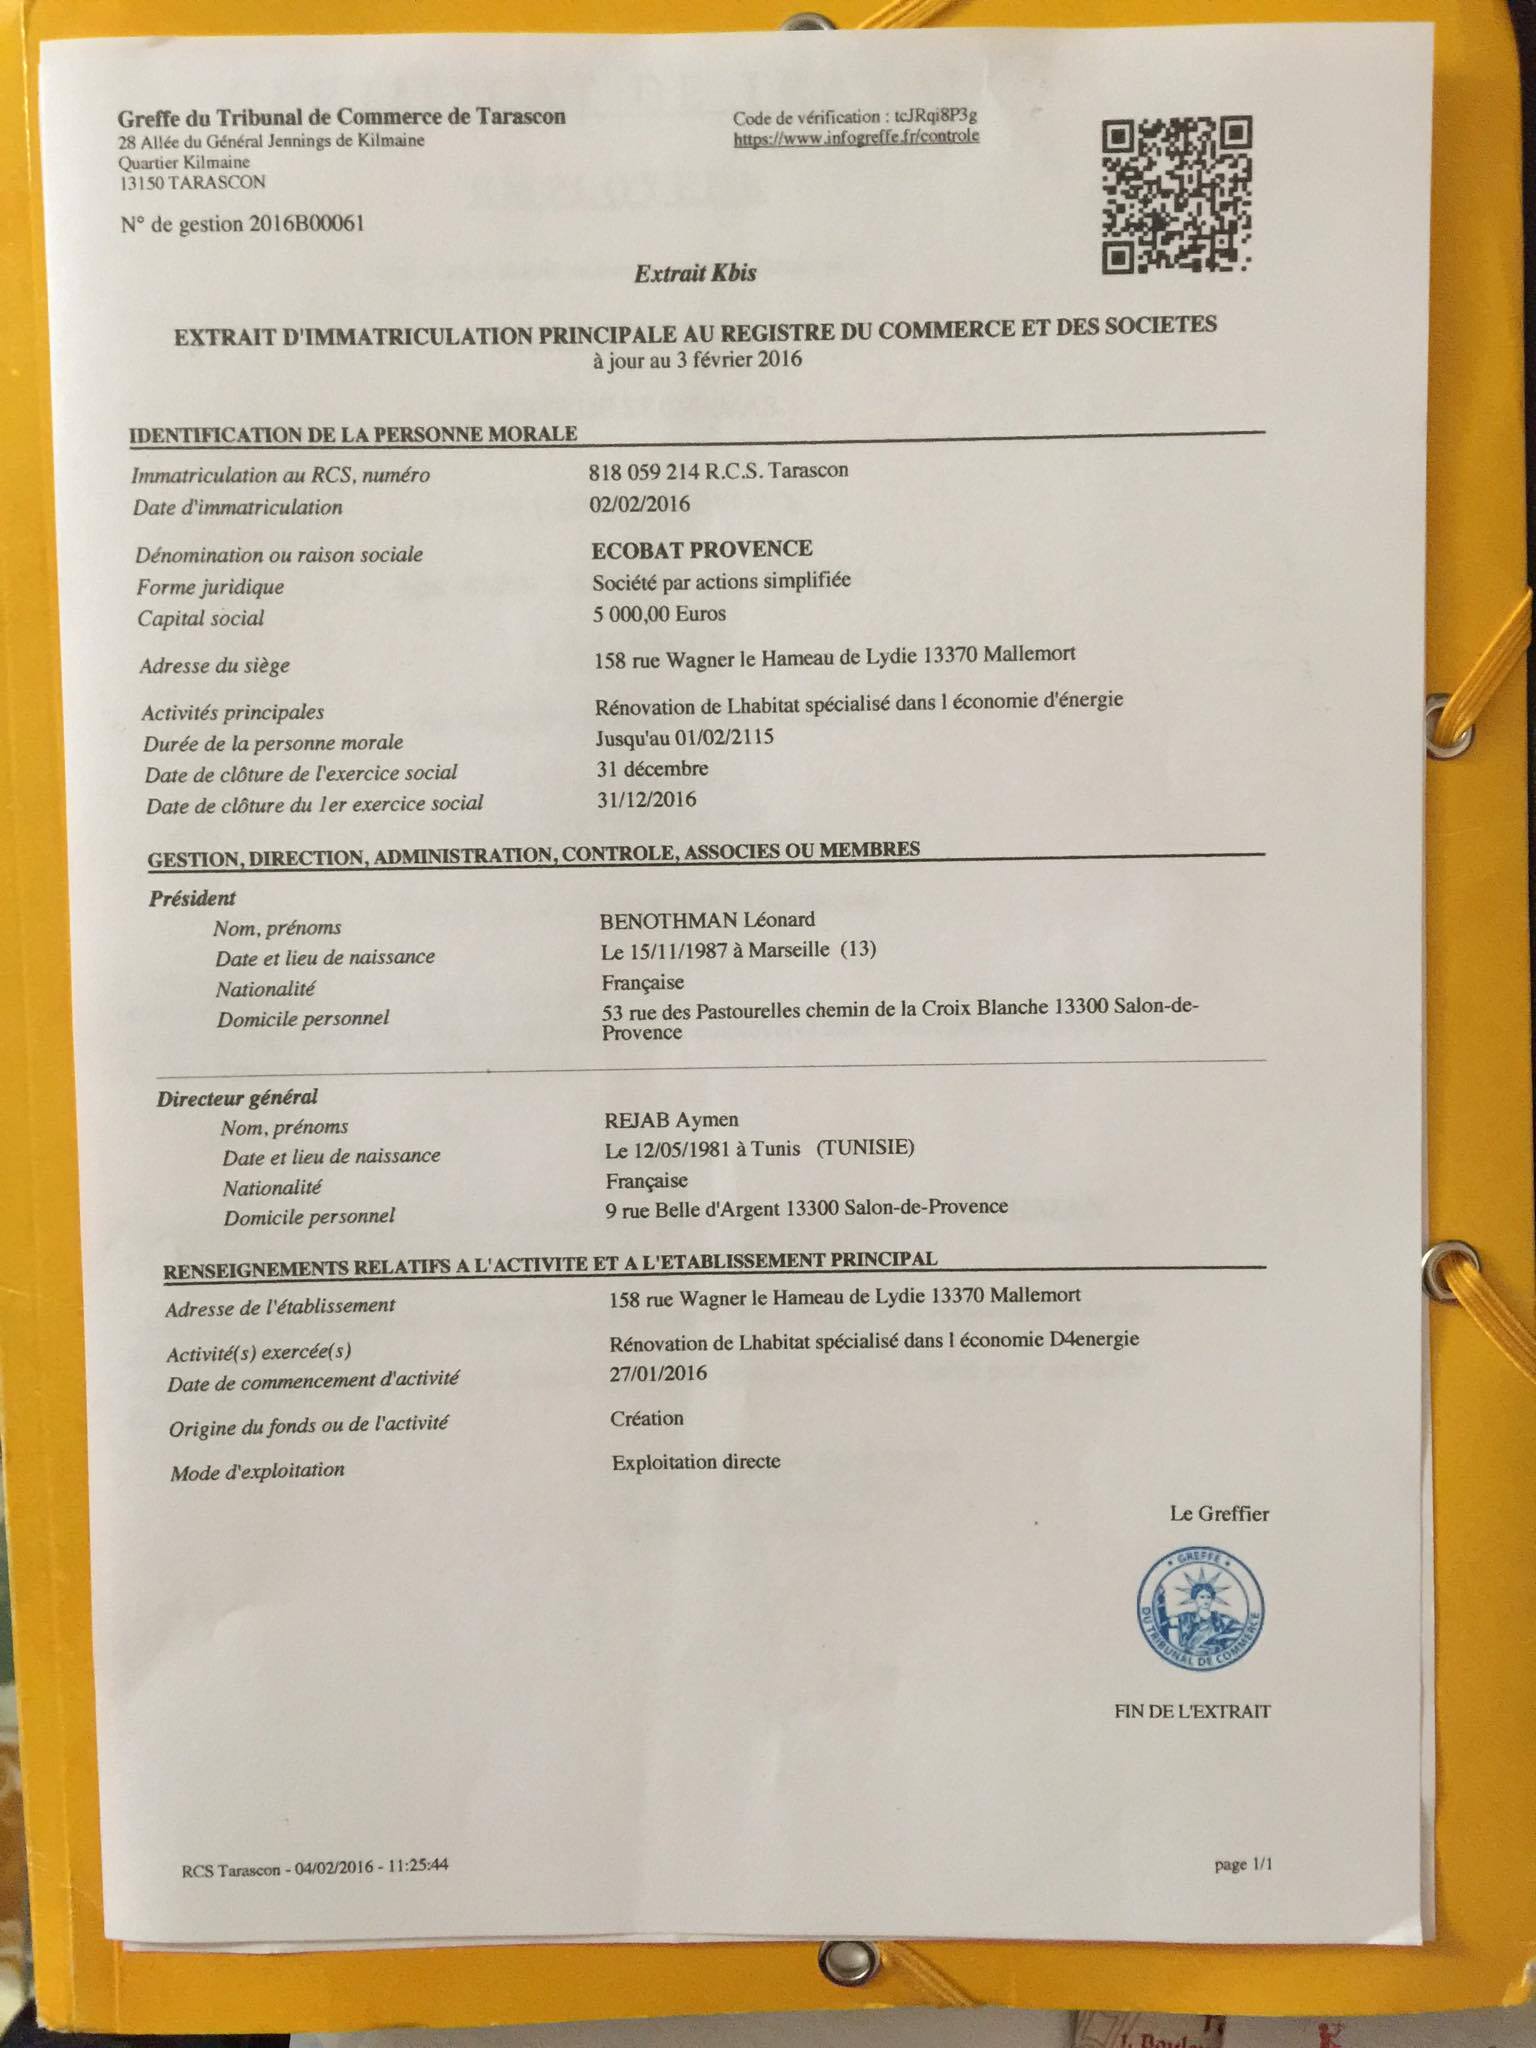 Greffe du Tribunal de Commerce de Tarascon
28 Allée du Général Jennings de Kilmaine
Quartier Kilmaine
13150 TARASCON
N° de gestion 2016B00061
Code de vérification : tcJRqi8P3g
https://www.infogreffe.fr/controle
Extrait Kbis
EXTRAIT D'IMMATRICULATION PRINCIPALE AU REGISTRE DU COMMERCE ET DES SOCIETES
à jour au 3 février 2016
IDENTIFICATION DE LA PERSONNE MORALE
Immatriculation au RCS, numéro 818 059 214 R.C.S. Tarascon
Date d'immatriculation 02/02/2016
Dénomination ou raison sociale ECOBAT PROVENCE
Forme juridique Société par actions simplifiée
Capital social 5 000,00 Euros
Adresse du siège 158 rue Wagner le Hameau de Lydie 13370 Mallemort
Activités principales Rénovation de Lhabitat spécialisé dans l économie d'énergie
Durée de la personne morale Jusqu'au 01/02/2115
Date de clôture de l'exercice social 31 décembre
Date de clôture du 1er exercice social 31/12/2016
GESTION, DIRECTION, ADMINISTRATION, CONTROLE, ASSOCIES OU MEMBRES
Président
Nom, prénoms BENOTHMAN Léonard
Date et lieu de naissance Le 15/11/1987 à Marseille (13)
Nationalité Française
Domicile personnel 53 rue des Pastourelles chemin de la Croix Blanche 13300 Salon-de-
Provence
Directeur général
Nom, prénoms REJAB Aymen
Date et lieu de naissance Le 12/05/1981 à Tunis (TUNISIE)
Nationalité Française
Domicile personnel 9 rue Belle d'Argent 13300 Salon-de-Provence
RENSEIGNEMENTS RELATIFS A L'ACTIVITE ET A L'ETABLISSEMENT PRINCIPAL
Adresse de l'établissement 158 rue Wagner le Hameau de Lydie 13370 Mallemort
Activité(s) exercée(s) Rénovation de Lhabitat spécialisé dans l économie D4energie
Date de commencement d'activité 27/01/2016
Origine du fonds ou de l'activité Création
Mode d'exploitation Exploitation directe
Le Greffier
GREFFE
DU TRIBUNAL DE COMMERCE
FIN DE L'EXTRAIT
RCS Tarascon - 04/02/2016 - 11:25:44
page 1/1